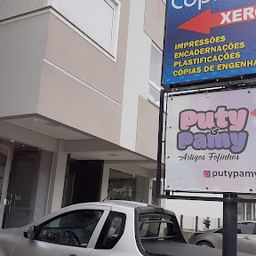 XERO
IMPRESSÕES
ENCADERNAÇÕES
PLASTIFICAÇÕES
CÓPIAS DE ENGENHA
Puty
&
Pamy
Artigos Fofinhos
putypamy